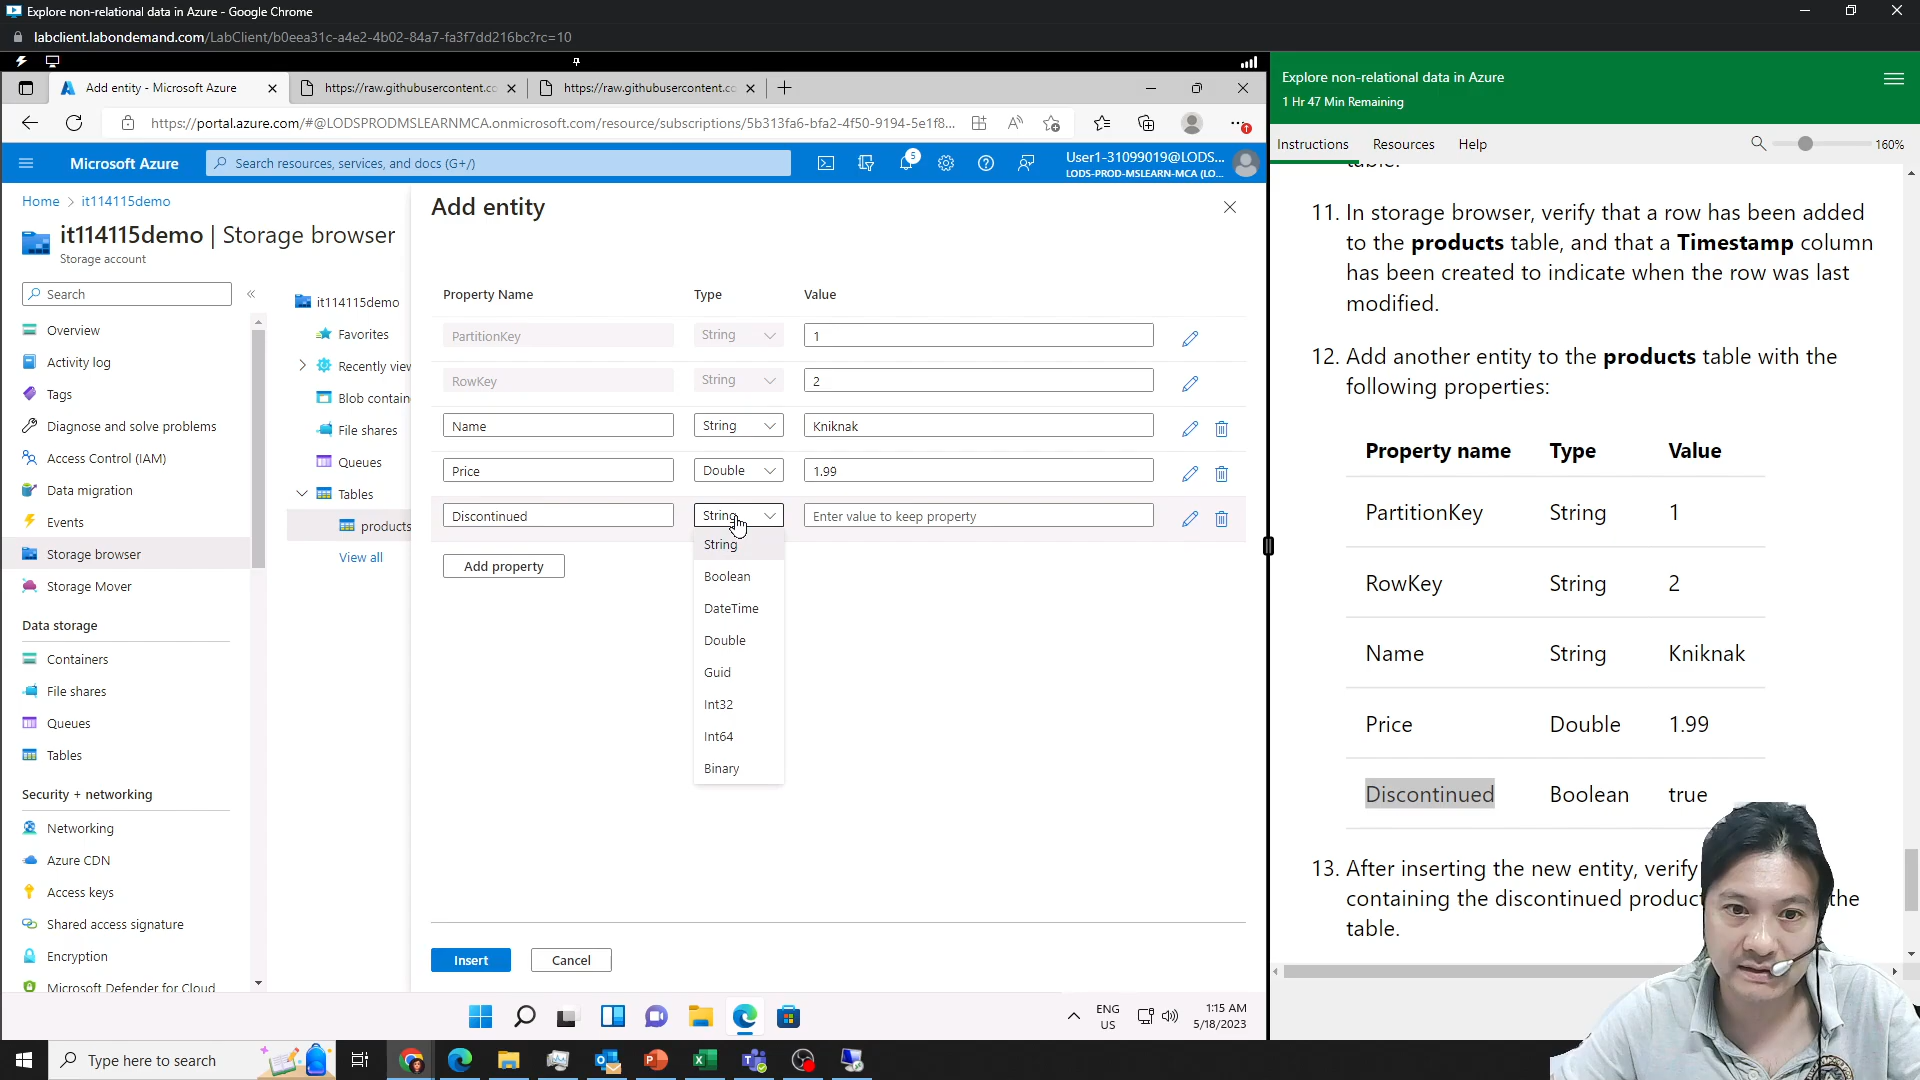 Explore non-relational data in Azure - Google Chrome
labclient.labondemand.com/LabClient/b0eea31c-a4e2-4b02-84a7-fa3f7dd216bc?rc=10
Add entity - Microsoft Azure
https://raw.githubusercontent.cc
https://raw.githubusercontent.cc
https://portal.azure.com/#@LODSPRODMSLEARNMCA.onmicrosoft.com/resource/subscriptions/5b313fa6-bfa2-4f50-9194-5e1f8...
Microsoft Azure
Search resources, services, and docs (G+/)
5
User1-31099019@LODS...
LODS-PROD-MSLEARN-MCA (LO...
Home > it114115demo
it114115demo | Storage browser
Storage account
Search
Overview
Activity log
Tags
Diagnose and solve problems
Access Control (IAM)
Data migration
Events
Storage browser
Storage Mover
Data storage
Containers
File shares
Queues
Tables
Security + networking
Networking
Azure CDN
Access keys
Shared access signature
Encryption
Microsoft Defender for Cloud
it114115demo
Favorites
Recently view
Blob contain
File shares
Queues
Tables
products
View all
Add entity
Property Name Type Value
PartitionKey String 1
RowKey String 2
Name String Kniknak
Price Double 1.99
Discontinued String Enter value to keep property
Add property
String
Boolean
DateTime
Double
Guid
Int32
Int64
Binary
Insert Cancel
ENG
US
1:15 AM
5/18/2023
Explore non-relational data in Azure
1 Hr 47 Min Remaining
Instructions Resources Help
160%
table.
11. In storage browser, verify that a row has been added
to the products table, and that a Timestamp column
has been created to indicate when the row was last
modified.
12. Add another entity to the products table with the
following properties:
Property name Type Value
PartitionKey String 1
RowKey String 2
Name String Kniknak
Price Double 1.99
Discontinued Boolean true
13. After inserting the new entity, verify
containing the discontinued product the
table.
Type here to search